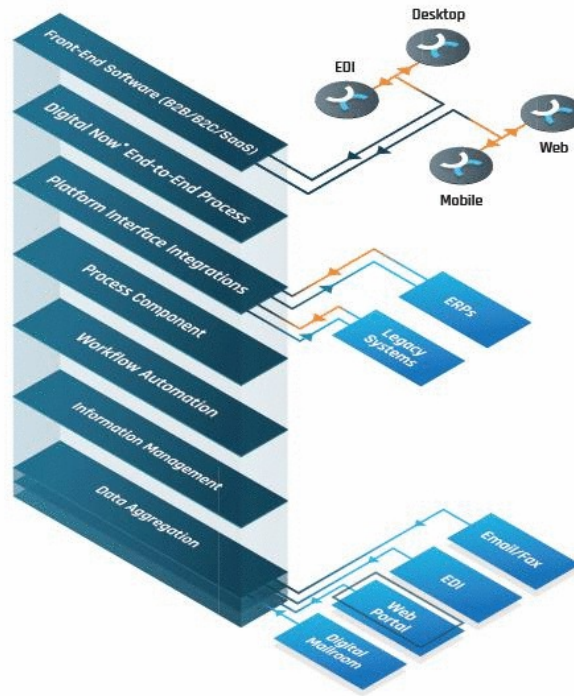 Desktop
EDI
Web
Mobile
Front-End Software (B2B/B2C/SaaS)
Digital Now* End-to-End Process
Platform Interface Integrations
Process Component
Workflow Automation
Information Management
Data Aggregation
ERPs
Legacy
Systems
Email/Fax
EDI
Web
Portal
Digital
Mailroom